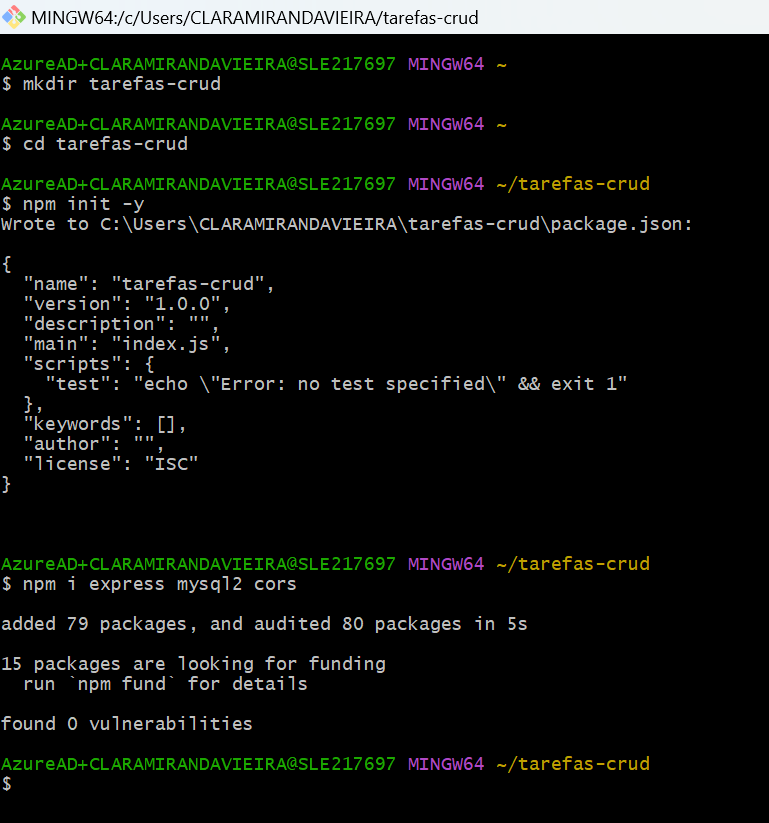 MINGW64:/c/Users/CLARAMIRANDAVIEIRA/tarefas-crud
AzureAD+CLARAMIRANDAVIEIRA@SLE217697 MINGW64 ~
$ mkdir tarefas-crud
AzureAD+CLARAMIRANDAVIEIRA@SLE217697 MINGW64 ~
$ cd tarefas-crud
AzureAD+CLARAMIRANDAVIEIRA@SLE217697 MINGW64 ~/tarefas-crud
$ npm init -y
Wrote to C:\Users\CLARAMIRANDAVIEIRA\tarefas-crud\package.json:
{
  "name": "tarefas-crud",
  "version": "1.0.0",
  "description": "",
  "main": "index.js",
  "scripts": {
    "test": "echo \"Error: no test specified\" && exit 1"
  },
  "keywords": [],
  "author": "",
  "license": "ISC"
}
AzureAD+CLARAMIRANDAVIEIRA@SLE217697 MINGW64 ~/tarefas-crud
$ npm i express mysql2 cors
added 79 packages, and audited 80 packages in 5s
15 packages are looking for funding
  run `npm fund` for details
found 0 vulnerabilities
AzureAD+CLARAMIRANDAVIEIRA@SLE217697 MINGW64 ~/tarefas-crud
$